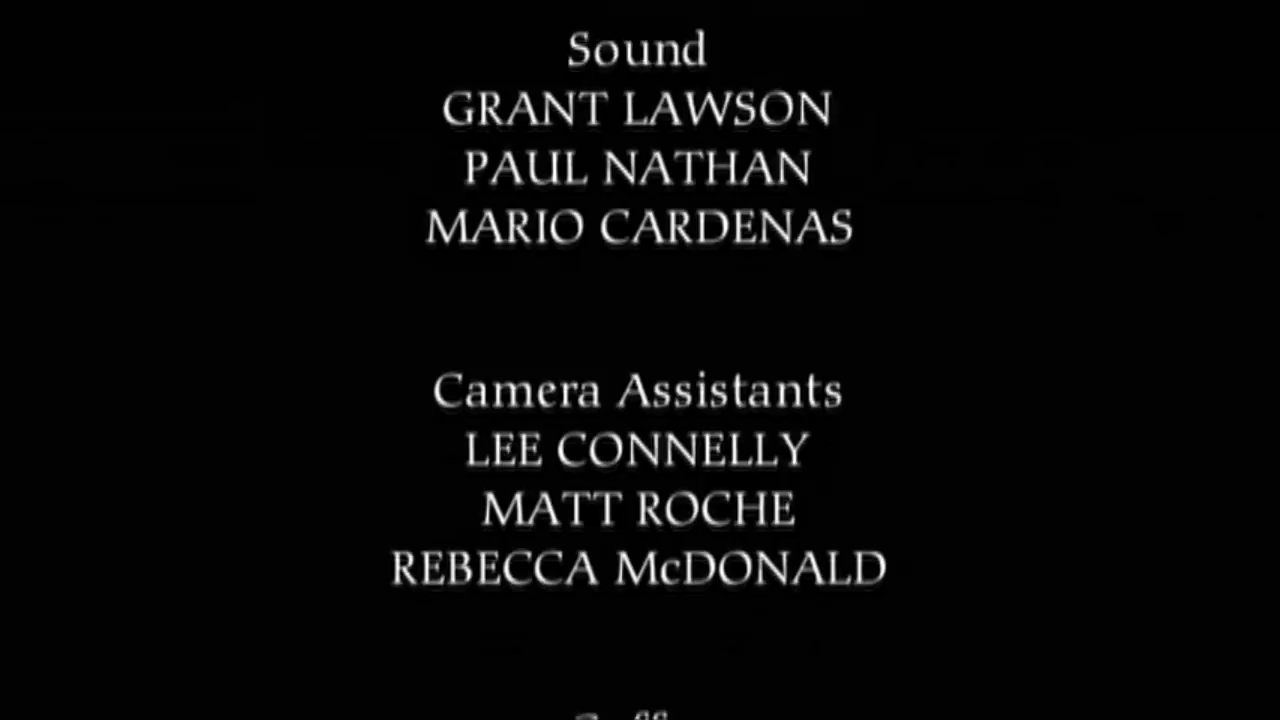 Sound
GRANT LAWSON
PAUL NATHAN
MARIO CARDENAS
Camera Assistants
LEE CONNELLY
MATT ROCHE
REBECCA McDONALD